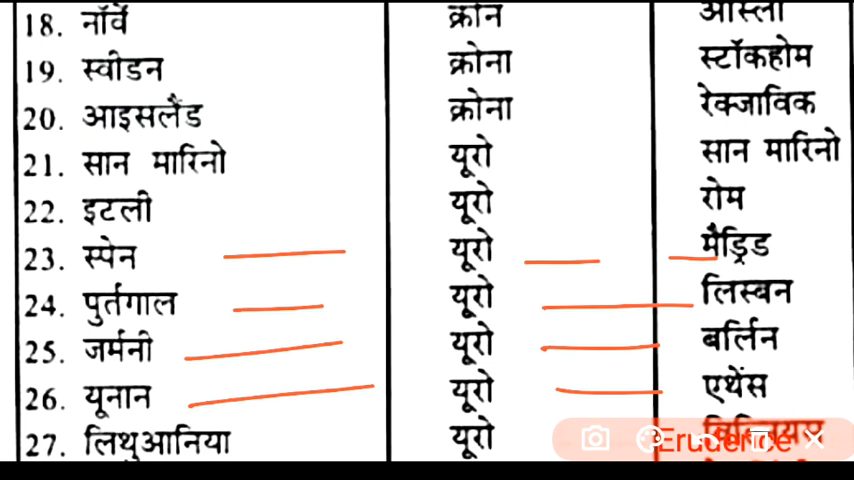 18. नॉर्वे क्रोन ओस्लो
19. स्वीडन क्रोना स्टॉकहोम
20. आइसलैंड क्रोना रेक्जाविक
21. सान मारिनो यूरो सान मारिनो
22. इटली यूरो रोम
23. स्पेन यूरो मैड्रिड
24. पुर्तगाल यूरो लिस्बन
25. जर्मनी यूरो बर्लिन
26. यूनान यूरो एथेंस
27. लिथुआनिया यूरो
Erudence